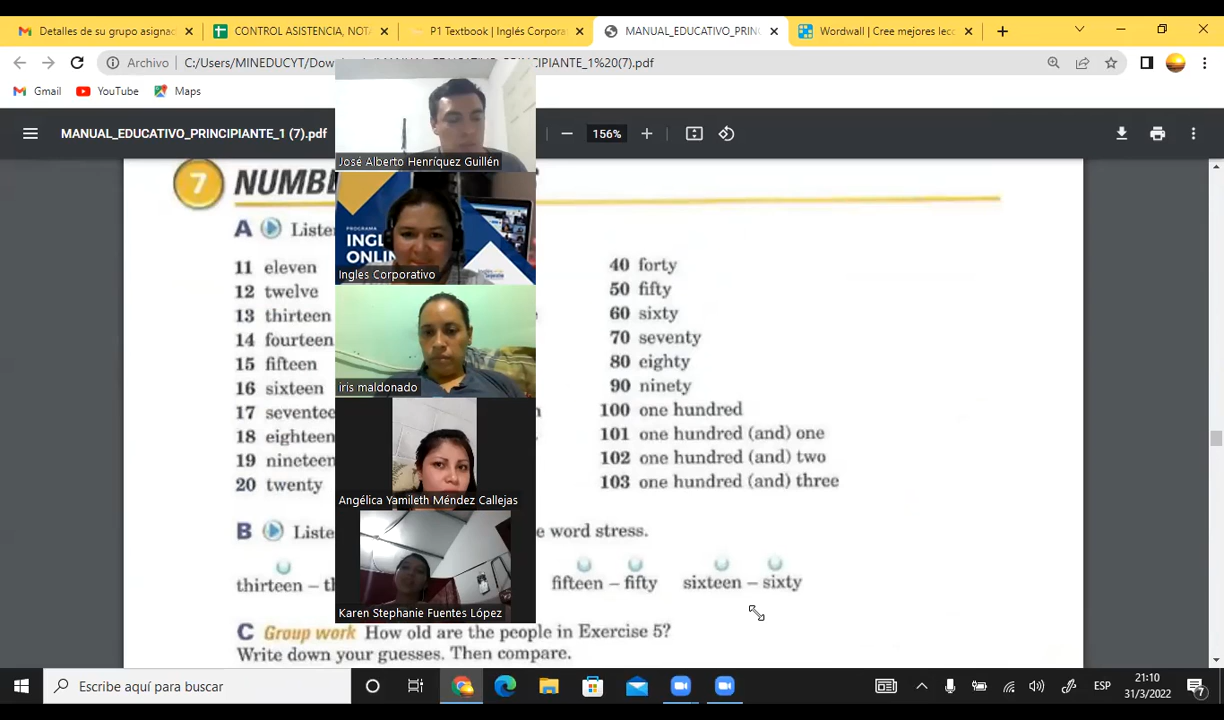 Detalles de su grupo asigna
CONTROL ASISTENCIA, NOT
P1 Textbook | Inglés Corpora
MANUAL_EDUCATIVO_PRIN
Wordwall | Cree mejores lec
Archivo
C:/Users/MINEDUCYT/Dow
MANUAL_EDUCATIVO_PRINCIPIANTE_1%20(7).pdf
Gmail
YouTube
Maps
MANUAL_EDUCATIVO_PRINCIPIANTE_1 (7).pdf
156%
7
A
11 eleven
12 twelve
13 thirteen
14 fourteen
15 fifteen
16 sixteen
17 seventee
18 eighteen
19 nineteen
20 twenty
40 forty
50 fifty
60 sixty
70 seventy
80 eighty
90 ninety
100 one hundred
101 one hundred (and) one
102 one hundred (and) two
103 one hundred (and) three
B
e word stress.
thirteen – th
fifteen – fifty
sixteen – sixty
C Group work How old are the people in Exercise 5?
Write down your guesses. Then compare.
José Alberto Henríquez Guillén
PROGRAMA
INGL
ONLIN
Ingles Corporativo
iris maldonado
Angélica Yamileth Méndez Callejas
Karen Stephanie Fuentes López
Escribe aquí para buscar
ESP
21:10
31/3/2022
7